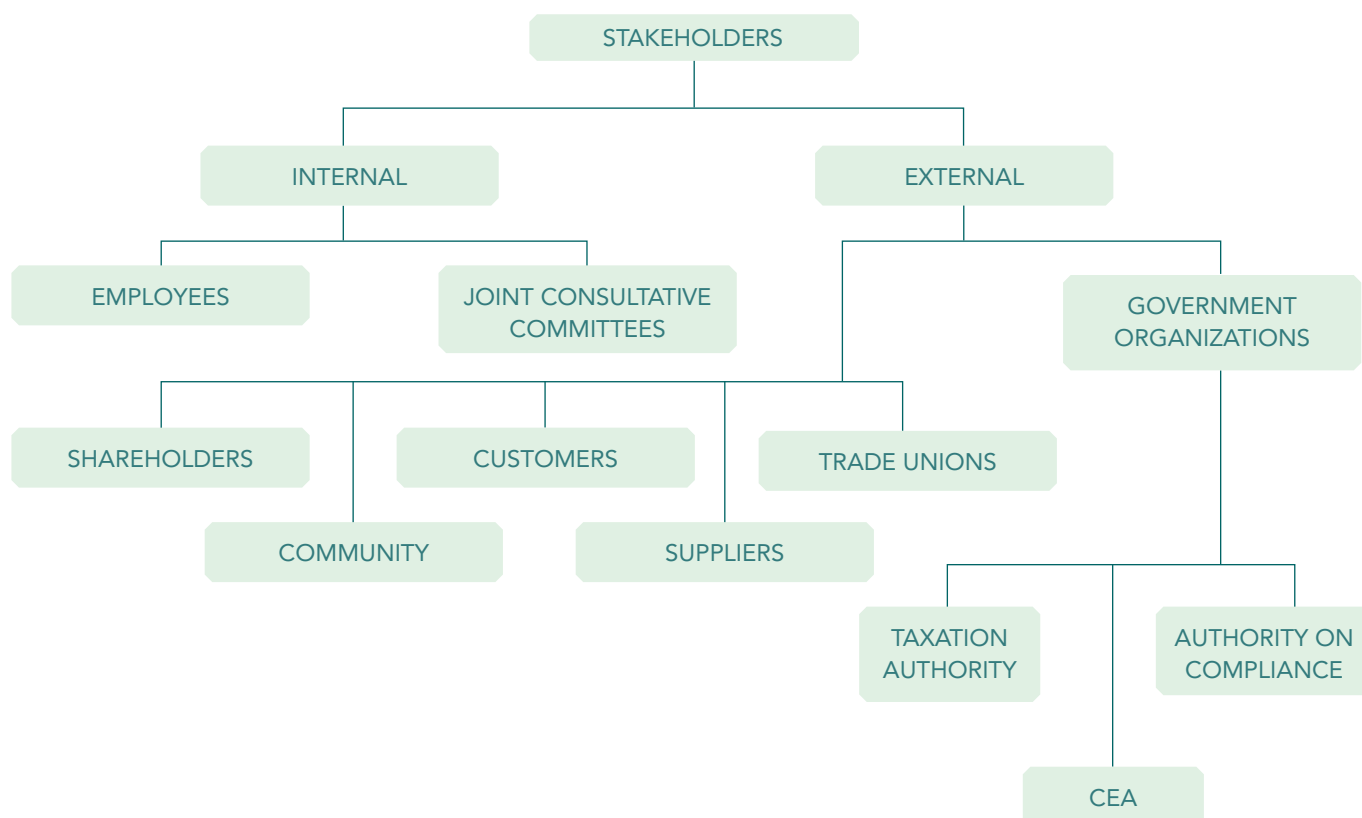 STAKEHOLDERS
INTERNAL
EXTERNAL
EMPLOYEES
JOINT CONSULTATIVE
COMMITTEES
GOVERNMENT
ORGANIZATIONS
SHAREHOLDERS
CUSTOMERS
TRADE UNIONS
COMMUNITY
SUPPLIERS
TAXATION
AUTHORITY
AUTHORITY ON
COMPLIANCE
CEA